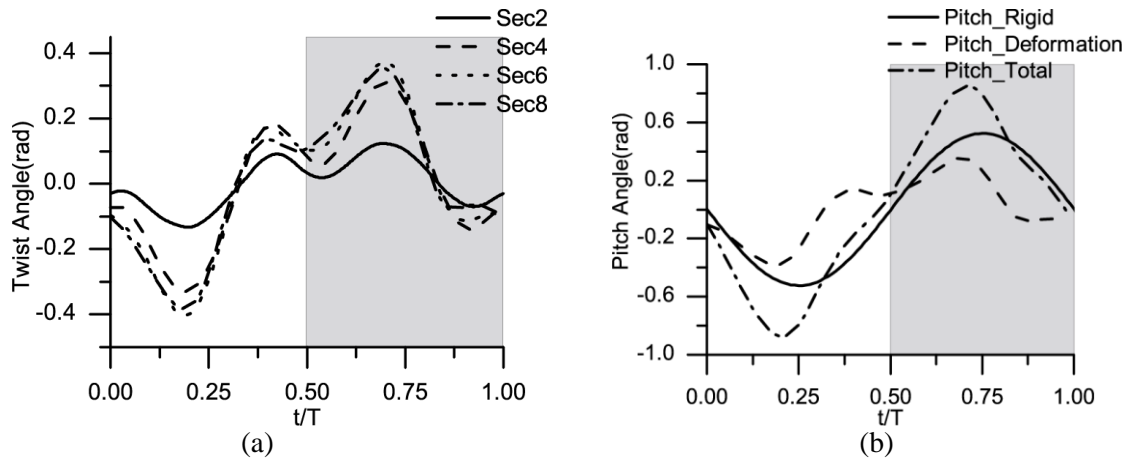 Sec2
Sec4
Sec6
Sec8
0.4
0.2
0.0
-0.2
-0.4
Twist Angle(rad)
0.00
0.25
0.50
0.75
1.00
t/T
(a)
Pitch_Rigid
Pitch_Deformation
Pitch_Total
1.0
0.6
0.2
-0.2
-0.6
-1.0
Pitch Angle(rad)
0.00
0.25
0.50
0.75
1.00
t/T
(b)